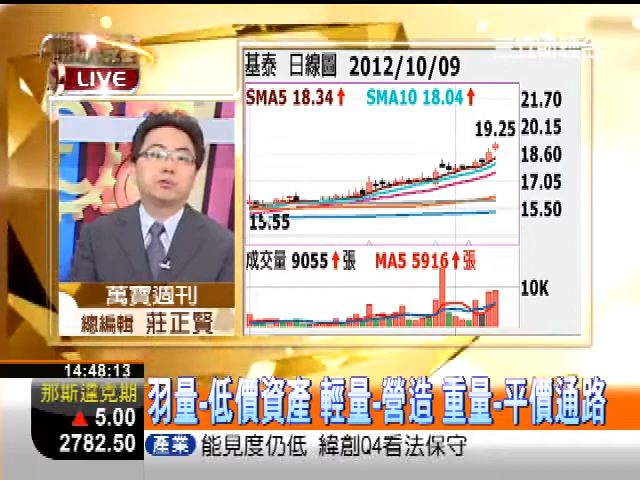 LIVE
基泰 日線圖 2012/10/09
SMA5 18.34↑ SMA10 18.04↑
21.70
20.15
18.60
17.05
15.50
19.25
15.55
成交量 9055↑張 MA5 5916↑張
10K
萬寶週刊
總編輯 莊正賢
14:48:13
那斯達克期
▲ 5.00
2782.50
羽量-低價資產 輕量-營造 重量-平價通路
產業 能見度仍低 緯創Q4看法保守